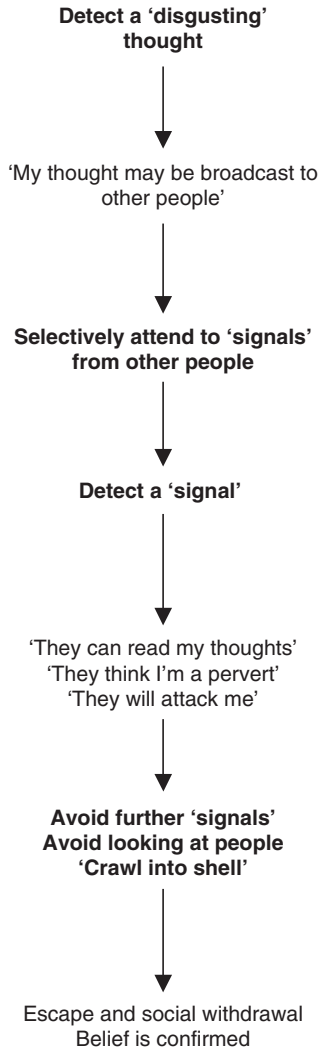 Detect a ‘disgusting’
thought
‘My thought may be broadcast to
other people’
Selectively attend to ‘signals’
from other people
Detect a ‘signal’
‘They can read my thoughts’
‘They think I’m a pervert’
‘They will attack me’
Avoid further ‘signals’
Avoid looking at people
‘Crawl into shell’
Escape and social withdrawal
Belief is confirmed